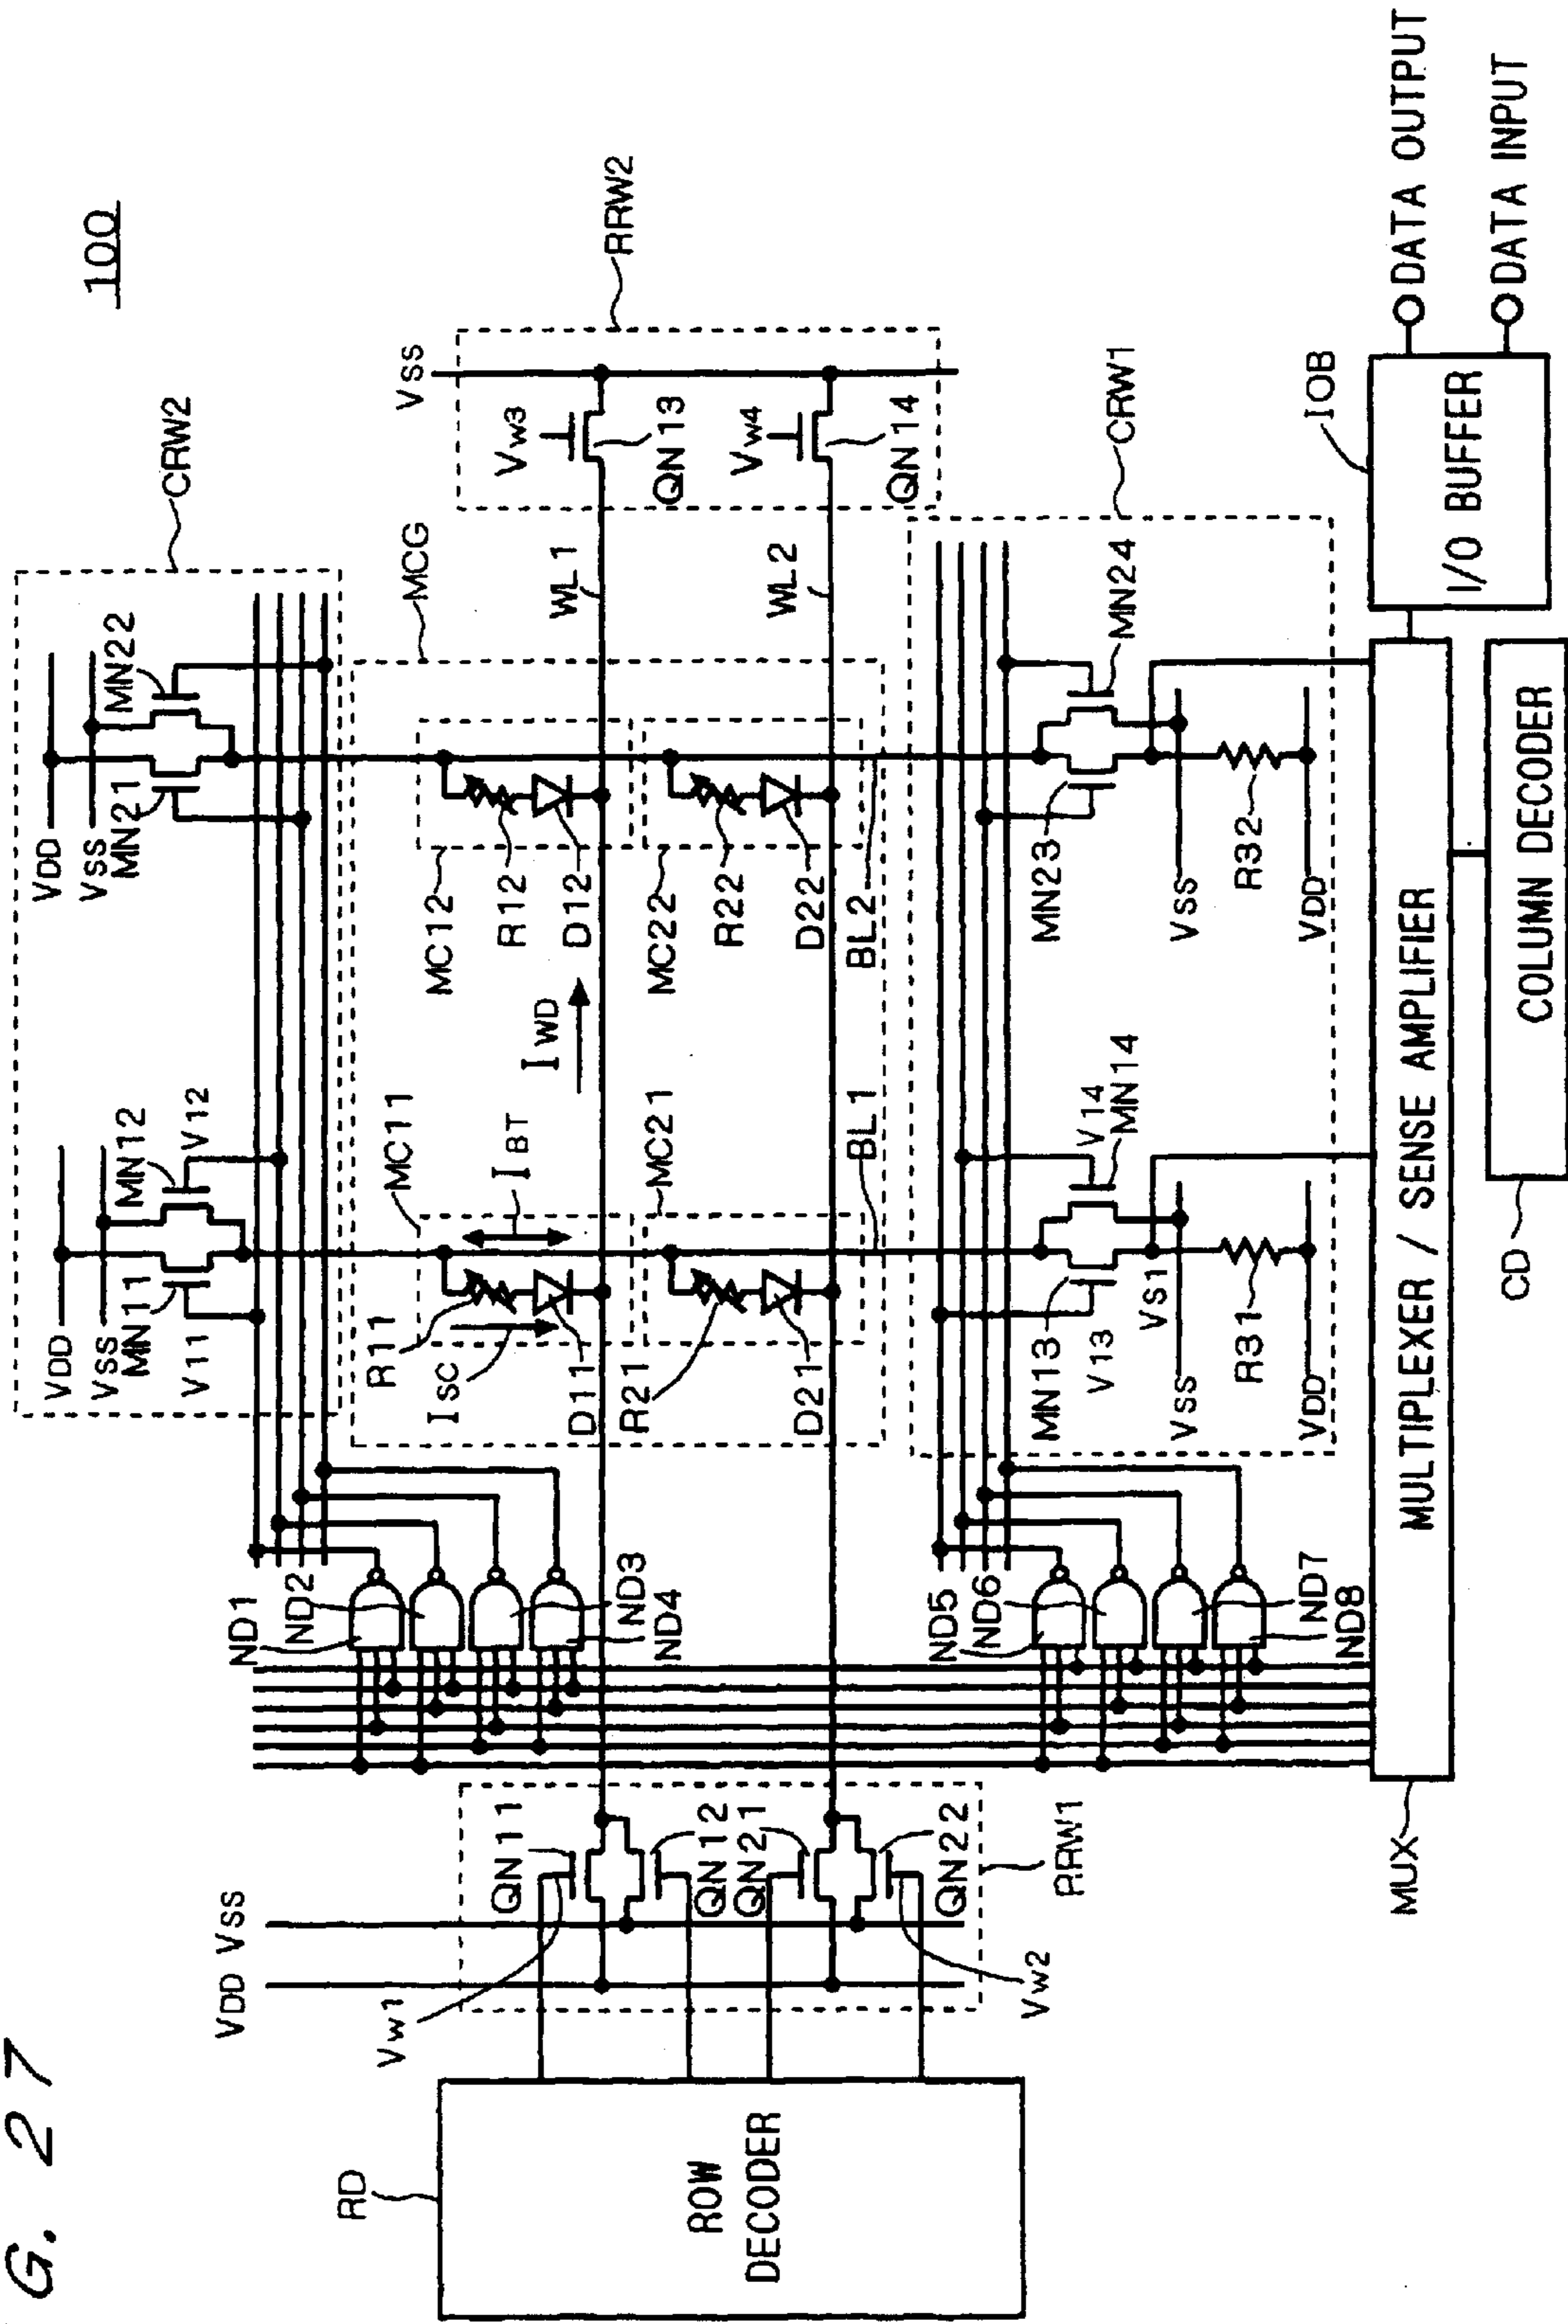 G. 27
100
CRW2
VDD
VSS
MN11
V11
MN12
V12
VDD
VSS
MN21
MN22
MCG
RRW2
VSS
Vw3
QN13
Vw4
QN14
ND1
ND2
ND3
ND4
MC11
R11
ISC
D11
IBT
IWD
MC12
R12
D12
WL1
MC21
R21
D21
BL1
MC22
R22
D22
BL2
WL2
VDD
VSS
QN11
QN12
QN21
QN22
Vw1
Vw2
RRW1
RD
ROW
DECODER
ND5
ND6
ND7
ND8
CRW1
MN13
V13
V14
MN14
VS1
VSS
R31
VDD
MN23
MN24
VSS
R32
VDD
MUX
MULTIPLEXER / SENSE AMPLIFIER
IOB
I/O BUFFER
DATA OUTPUT
DATA INPUT
CD
COLUMN DECODER